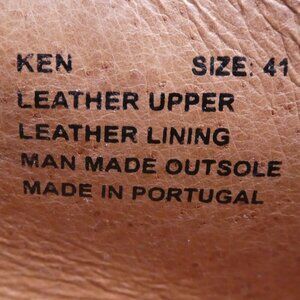 KEN SIZE: 41
LEATHER UPPER
LEATHER LINING
MAN MADE OUTSOLE
MADE IN PORTUGAL